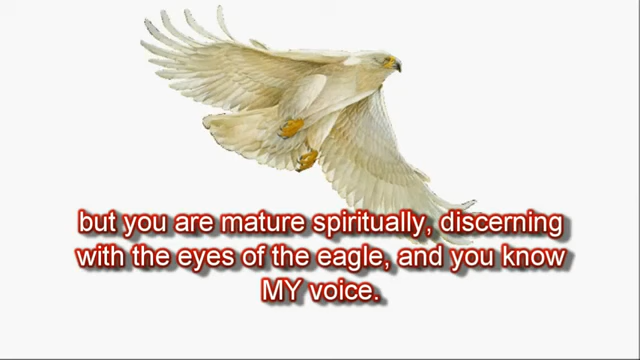 but you are mature spiritually, discerning
with the eyes of the eagle, and you know
MY voice.